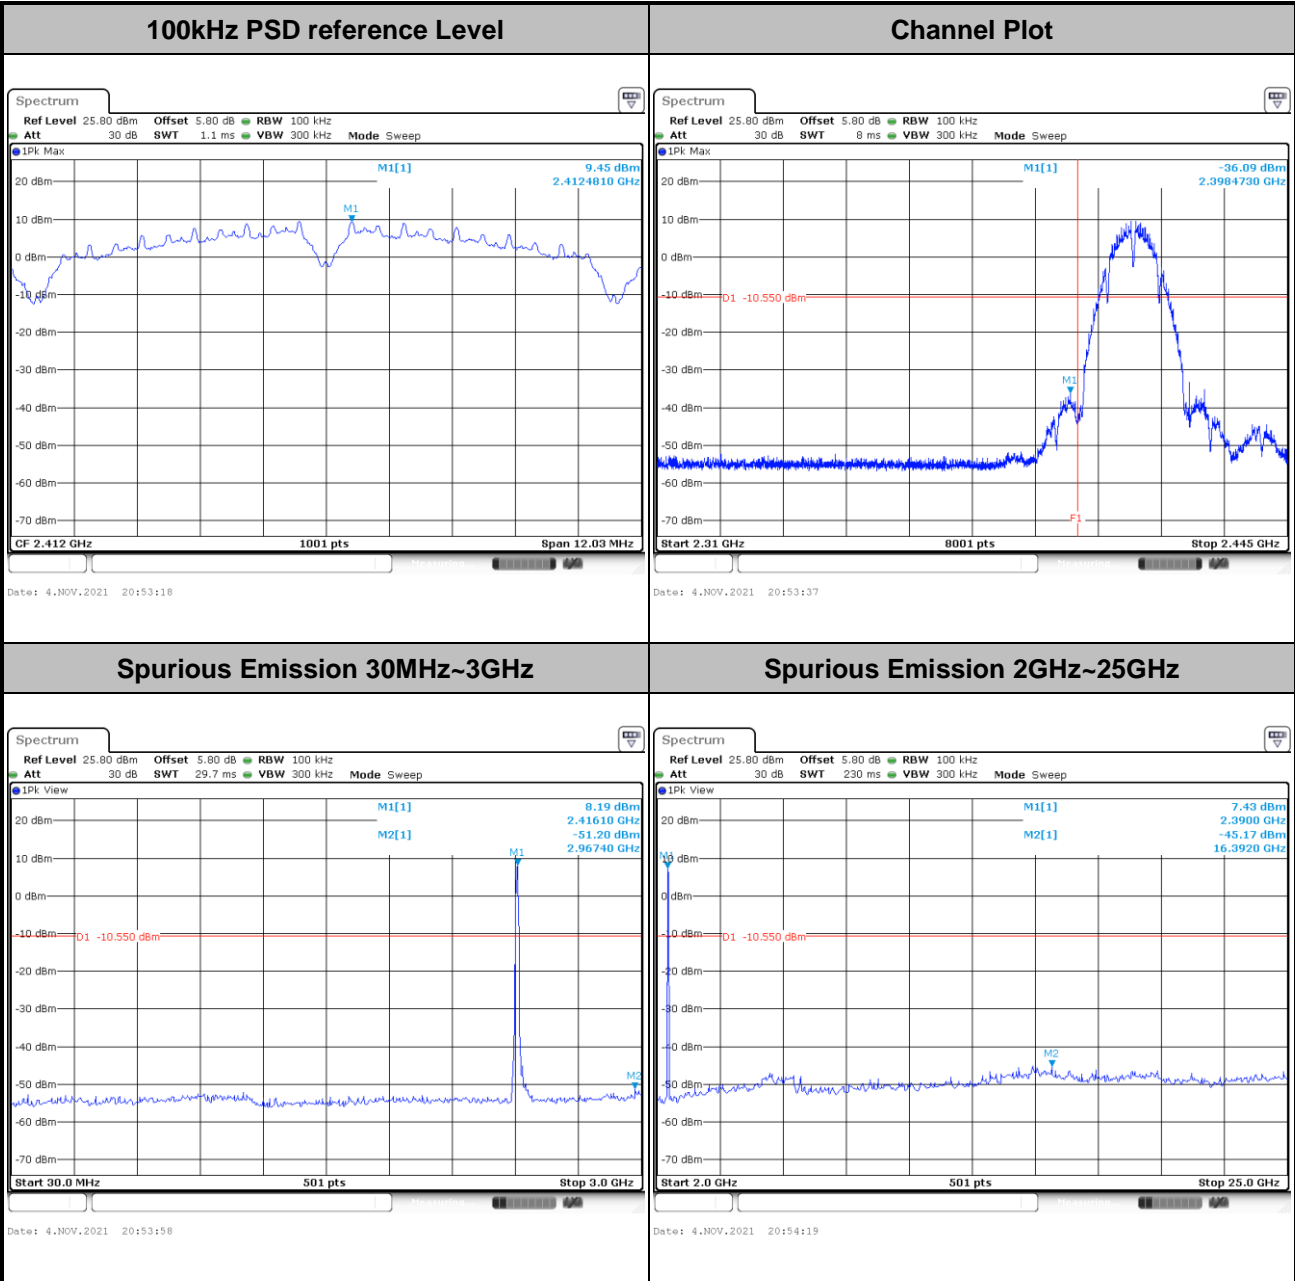 100kHz PSD reference Level
Channel Plot
Spectrum
Ref Level 25.80 dBm Offset 5.80 dB RBW 100 kHz
Att 30 dB SWT 1.1 ms VBW 300 kHz Mode Sweep
1Pk Max
M1[1] 9.45 dBm
2.4124810 GHz
20 dBm
M1
10 dBm
0 dBm
-10 dBm
-20 dBm
-30 dBm
-40 dBm
-50 dBm
-60 dBm
-70 dBm
CF 2.412 GHz 1001 pts Span 12.03 MHz
Measuring
Date: 4.NOV.2021 20:53:18
Spectrum
Ref Level 25.80 dBm Offset 5.80 dB RBW 100 kHz
Att 30 dB SWT 8 ms VBW 300 kHz Mode Sweep
1Pk Max
M1[1] -36.09 dBm
2.3984730 GHz
20 dBm
10 dBm
0 dBm
-10 dBm
D1 -10.550 dBm
-20 dBm
-30 dBm
M1
-40 dBm
-50 dBm
-60 dBm
-70 dBm
F1
Start 2.31 GHz 8001 pts Stop 2.445 GHz
Measuring
Date: 4.NOV.2021 20:53:37
Spurious Emission 30MHz~3GHz
Spurious Emission 2GHz~25GHz
Spectrum
Ref Level 25.80 dBm Offset 5.80 dB RBW 100 kHz
Att 30 dB SWT 29.7 ms VBW 300 kHz Mode Sweep
1Pk View
M1[1] 8.19 dBm
2.41610 GHz
20 dBm
M2[1] -51.20 dBm
2.96740 GHz
M1
10 dBm
0 dBm
-10 dBm
D1 -10.550 dBm
-20 dBm
-30 dBm
-40 dBm
M2
-50 dBm
-60 dBm
-70 dBm
Start 30.0 MHz 501 pts Stop 3.0 GHz
Measuring
Date: 4.NOV.2021 20:53:58
Spectrum
Ref Level 25.80 dBm Offset 5.80 dB RBW 100 kHz
Att 30 dB SWT 230 ms VBW 300 kHz Mode Sweep
1Pk View
M1[1] 7.43 dBm
2.3900 GHz
20 dBm
M2[1] -45.17 dBm
16.3920 GHz
M1
10 dBm
0 dBm
-10 dBm
D1 -10.550 dBm
-20 dBm
-30 dBm
-40 dBm
M2
-50 dBm
-60 dBm
-70 dBm
Start 2.0 GHz 501 pts Stop 25.0 GHz
Measuring
Date: 4.NOV.2021 20:54:19